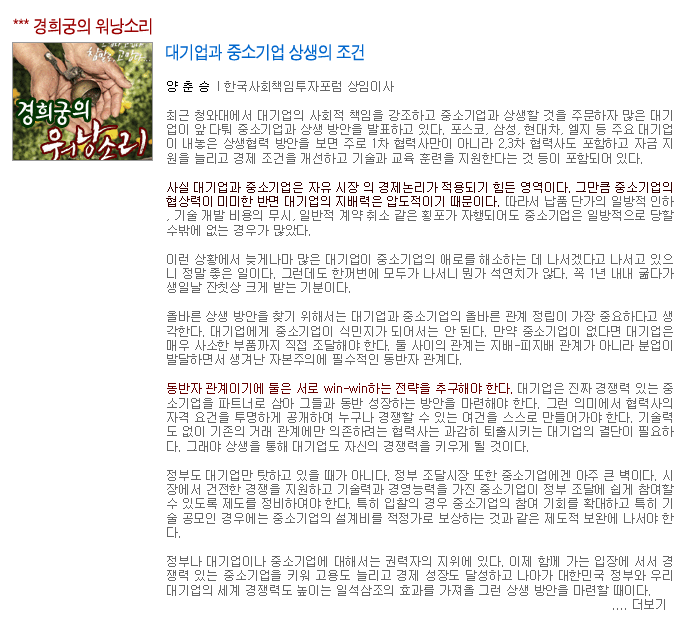 *** 경희궁의 워낭소리
경희궁의
워낭소리
대기업과 중소기업 상생의 조건
양 춘 승 ㅣ한국사회책임투자포럼 상임이사
최근 청와대에서 대기업의 사회적 책임을 강조하고 중소기업과 상생할 것을 주문하자 많은 대기
업이 앞 다퉈 중소기업과 상생 방안을 발표하고 있다. 포스코, 삼성, 현대차, 엘지 등 주요 대기업
이 내놓은 상생협력 방안을 보면 주로 1차 협력사만이 아니라 2,3차 협력사도 포함하고 자금 지
원을 늘리고 경제 조건을 개선하고 기술과 교육 훈련을 지원한다는 것 등이 포함되어 있다.
사실 대기업과 중소기업은 자유 시장 의 경제논리가 적용되기 힘든 영역이다. 그만큼 중소기업의
협상력이 미미한 반면 대기업의 지배력은 압도적이기 때문이다. 따라서 납품 단가의 일방적 인하
, 기술 개발 비용의 무시, 일반적 계약 취소 같은 횡포가 자행되어도 중소기업은 일방적으로 당할
수밖에 없는 경우가 많았다.
이런 상황에서 늦게나마 많은 대기업이 중소기업의 애로를 해소하는 데 나서겠다고 나서고 있으
니 정말 좋은 일이다. 그런데도 한꺼번에 모두가 나서니 뭔가 석연치가 않다. 꼭 1년 내내 굶다가
생일날 잔칫상 크게 받는 기분이다.
올바른 상생 방안을 찾기 위해서는 대기업과 중소기업의 올바른 관계 정립이 가장 중요하다고 생
각한다. 대기업에게 중소기업이 식민지가 되어서는 안 된다. 만약 중소기업이 없다면 대기업은
매우 사소한 부품까지 직접 조달해야 한다. 둘 사이의 관계는 지배-피지배 관계가 아니라 분업이
발달하면서 생겨난 자본주의에 필수적인 동반자 관계다.
동반자 관계이기에 둘은 서로 win-win하는 전략을 추구해야 한다. 대기업은 진짜 경쟁력 있는 중
소기업을 파트너로 삼아 그들과 동반 성장하는 방안을 마련해야 한다. 그런 의미에서 협력사의
자격 요건을 투명하게 공개하여 누구나 경쟁할 수 있는 여건을 스스로 만들어가야 한다. 기술력
도 없이 기존의 거래 관계에만 의존하려는 협력사는 과감히 퇴출시키는 대기업의 결단이 필요하
다. 그래야 상생을 통해 대기업도 자신의 경쟁력을 키우게 될 것이다.
정부도 대기업만 탓하고 있을 때가 아니다. 정부 조달시장 또한 중소기업에겐 아주 큰 벽이다. 시
장에서 건전한 경쟁을 지원하고 기술력과 경영능력을 가진 중소기업이 정부 조달에 쉽게 참여할
수 있도록 제도를 정비하여야 한다. 특히 입찰의 경우 중소기업의 참여 기회를 확대하고 특히 기
술 공모인 경우에는 중소기업의 설계비를 적정가로 보상하는 것과 같은 제도적 보완에 나서야 한
다.
정부나 대기업이나 중소기업에 대해서는 권력자의 지위에 있다. 이제 함께 가는 입장에 서서 경
쟁력 있는 중소기업을 키워 고용도 늘리고 경제 성장도 달성하고 나아가 대한민국 정부와 우리
대기업의 세계 경쟁력도 높이는 일석삼조의 효과를 가져올 그런 상생 방안을 마련할 때이다.
.... 더보기